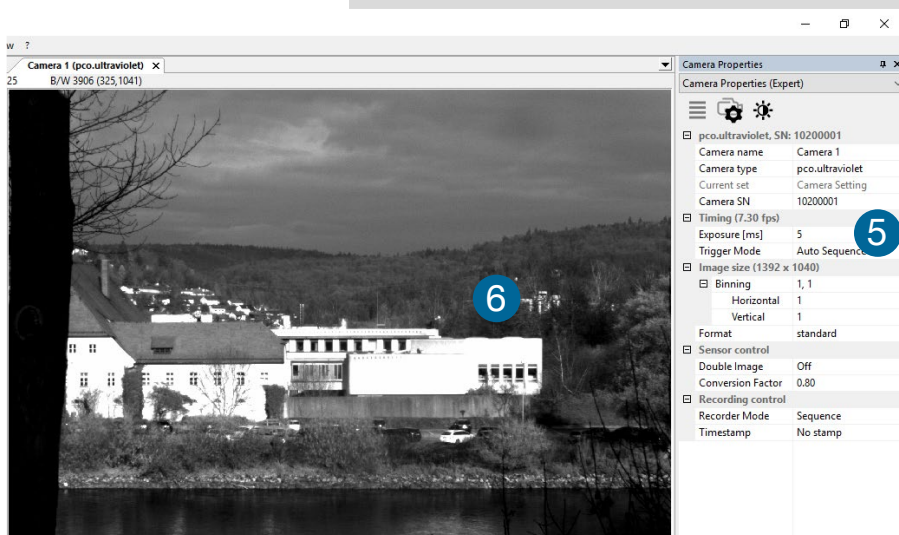 w ?
Camera 1 (pco.ultraviolet) X
25 B/W 3906 (325,1041)
Camera Properties
Camera Properties (Expert)
pco.ultraviolet, SN: 10200001
Camera name Camera 1
Camera type pco.ultraviolet
Current set Camera Setting
Camera SN 10200001
Timing (7.30 fps)
Exposure [ms] 5
5
Trigger Mode Auto Sequence
Image size (1392 x 1040)
Binning 1, 1
6
Horizontal 1
Vertical 1
Format standard
Sensor control
Double Image Off
Conversion Factor 0.80
Recording control
Recorder Mode Sequence
Timestamp No stamp